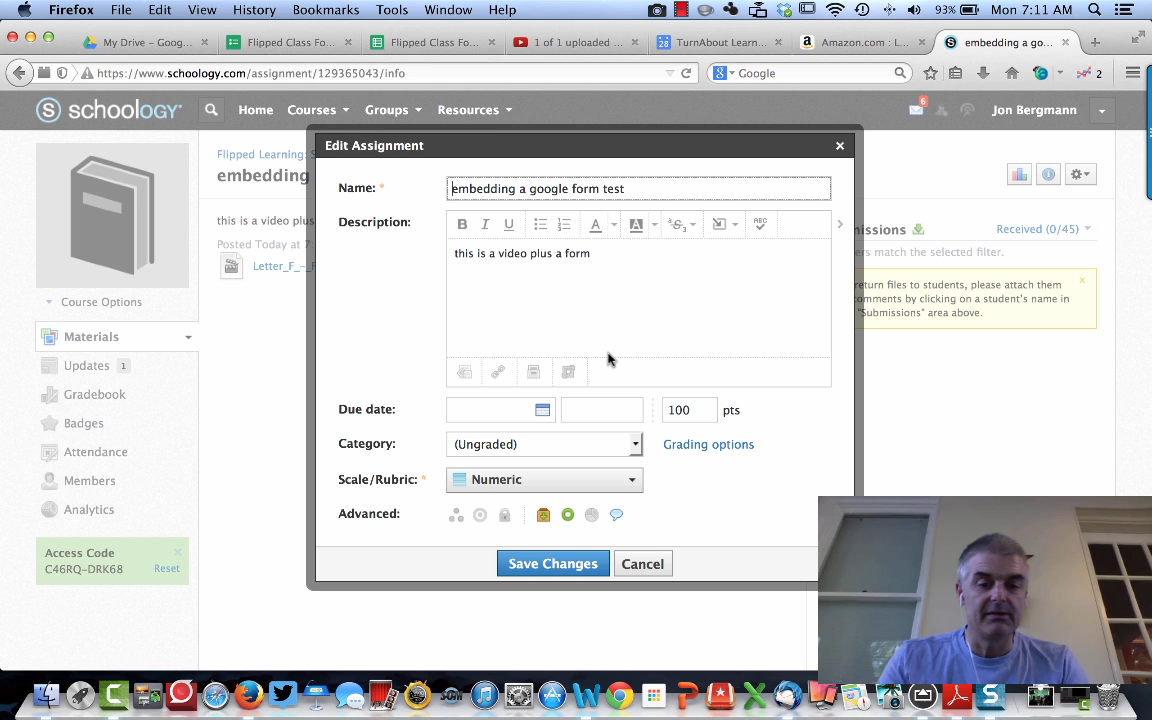 Firefox File Edit View History Bookmarks Tools Window Help 93% Mon 7:11 AM
My Drive – Goog... Flipped Class Fo... Flipped Class Fo... 1 of 1 uploaded ... TurnAbout Learn... Amazon.com : L... embedding a go...
https://www.schoology.com/assignment/129365043/info Google 2
schoology Home Courses Groups Resources 6 Jon Bergmann
Edit Assignment
Flipped Learning: S
embedding
this is a video plus
Posted Today at 7:
Letter_F_-_F
Name: * embedding a google form test
Description: B I U A A ABC
this is a video plus a form
Due date: 100 pts
Category: (Ungraded) Grading options
Scale/Rubric: * Numeric
Advanced:
Save Changes Cancel
missions Received (0/45)
ers match the selected filter.
return files to students, please attach them
comments by clicking on a student's name in
"Submissions" area above.
Course Options
Materials
Updates 1
Gradebook
Badges
Attendance
Members
Analytics
Access Code
C46RQ-DRK68 Reset